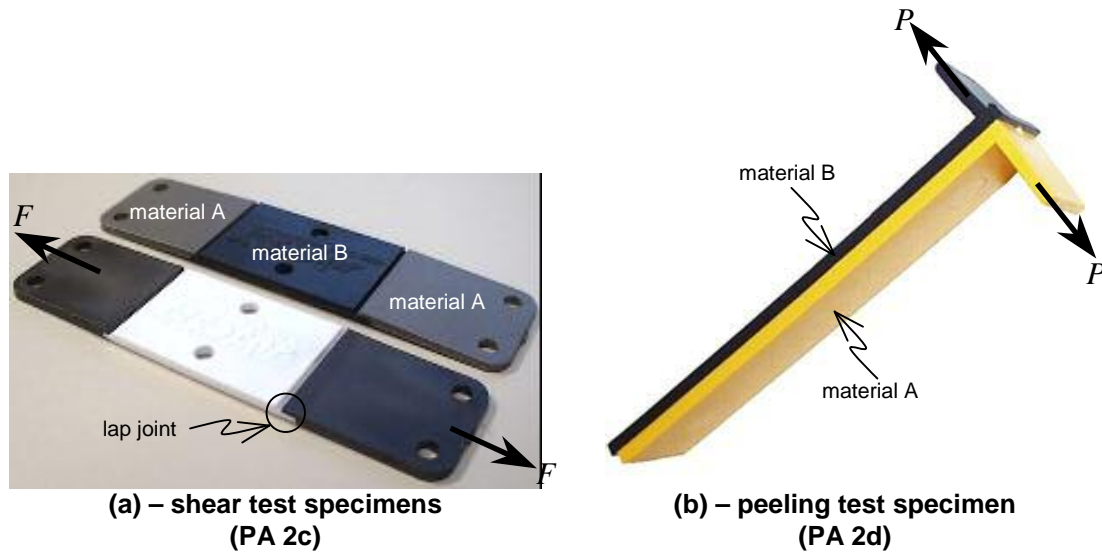 P
material B
P
material A
F
material A
material B
material A
lap joint
F
(a) – shear test specimens
(PA 2c)
(b) – peeling test specimen
(PA 2d)